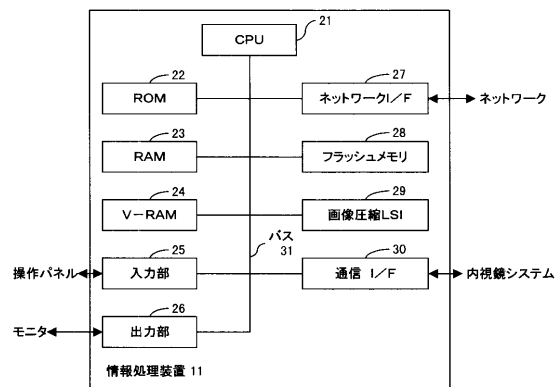 21
CPU
22
ROM
27
ネットワークI/F
ネットワーク
23
RAM
28
フラッシュメモリ
24
V-RAM
29
画像圧縮LSI
25
操作パネル
入力部
バス
31
30
通信 I/F
内視鏡システム
26
モニタ
出力部
情報処理装置 11